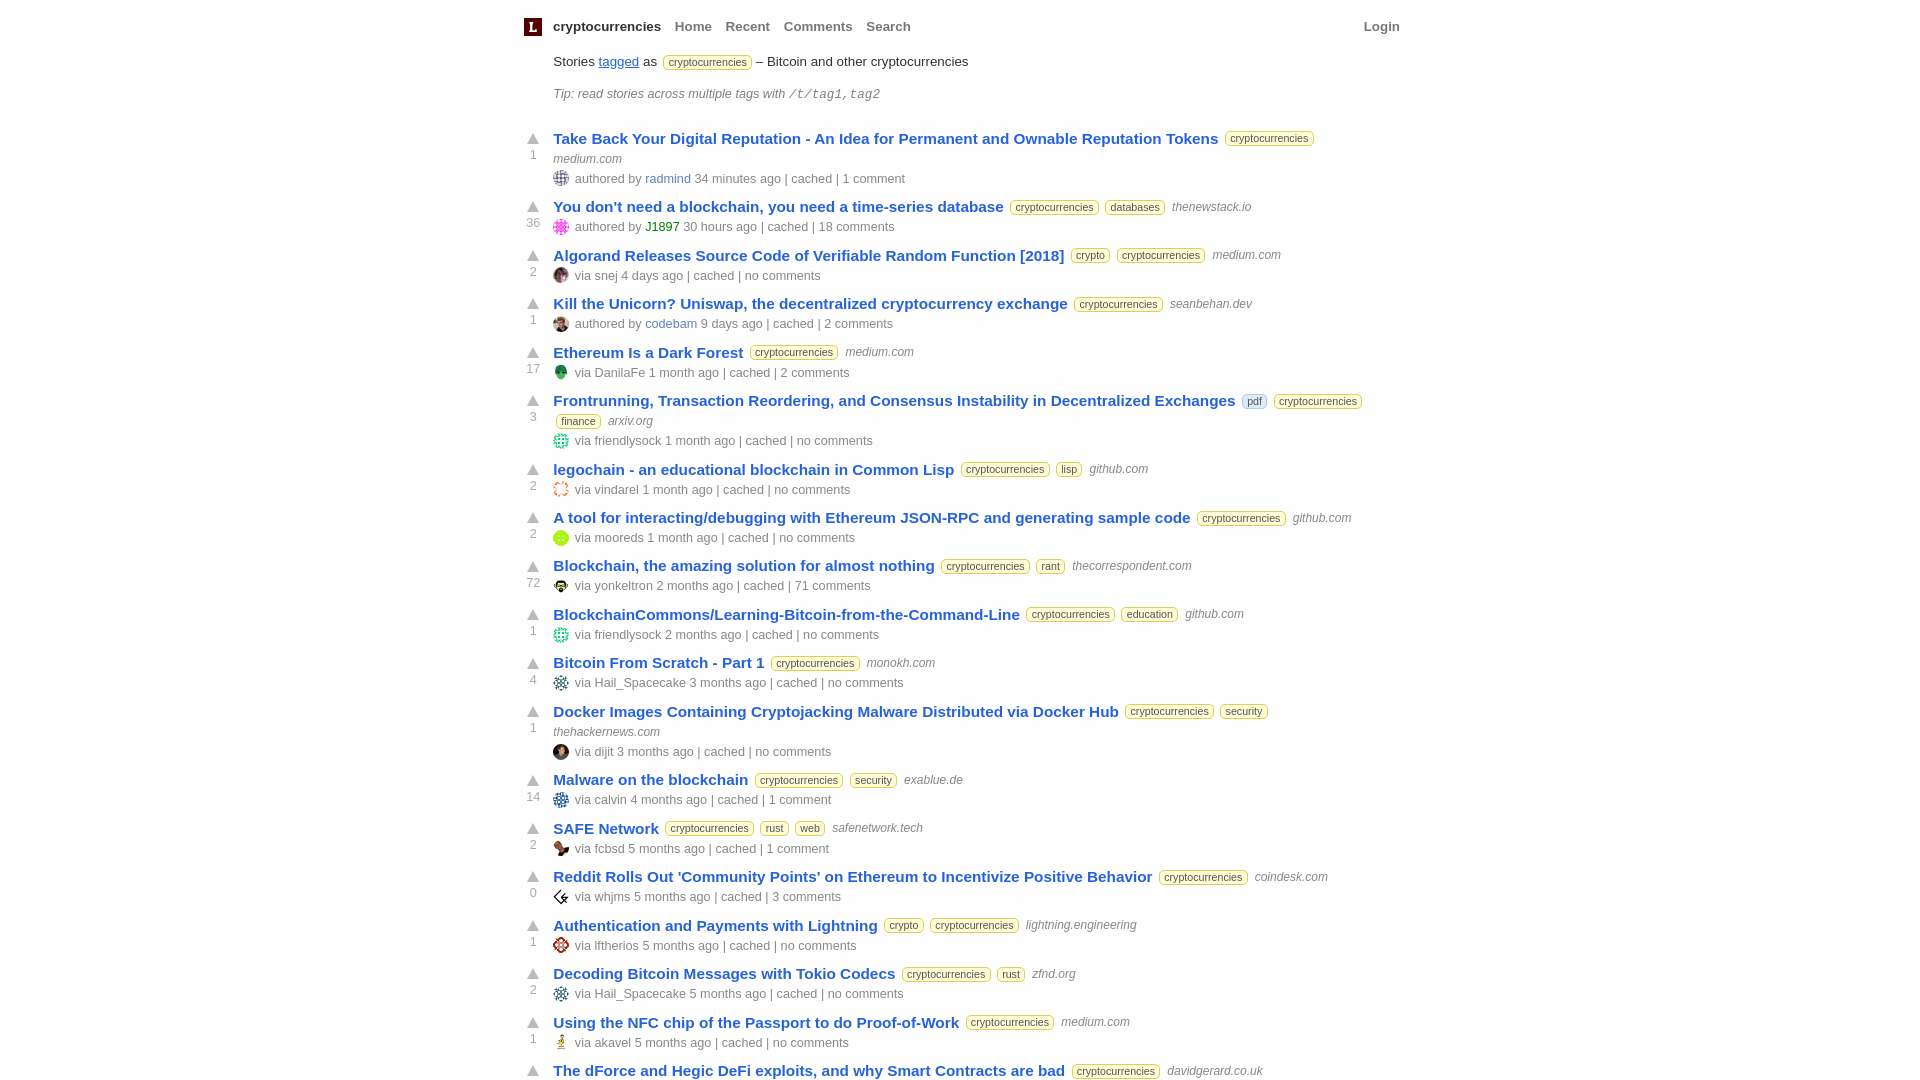 L cryptocurrencies Home Recent Comments Search Login
Stories tagged as cryptocurrencies – Bitcoin and other cryptocurrencies
Tip: read stories across multiple tags with /t/tag1,tag2
Take Back Your Digital Reputation - An Idea for Permanent and Ownable Reputation Tokens cryptocurrencies
1 medium.com
authored by radmind 34 minutes ago | cached | 1 comment
You don't need a blockchain, you need a time-series database cryptocurrencies databases thenewstack.io
36 authored by J1897 30 hours ago | cached | 18 comments
Algorand Releases Source Code of Verifiable Random Function [2018] crypto cryptocurrencies medium.com
2 via snej 4 days ago | cached | no comments
Kill the Unicorn? Uniswap, the decentralized cryptocurrency exchange cryptocurrencies seanbehan.dev
1 authored by codebam 9 days ago | cached | 2 comments
Ethereum Is a Dark Forest cryptocurrencies medium.com
17 via DanilaFe 1 month ago | cached | 2 comments
Frontrunning, Transaction Reordering, and Consensus Instability in Decentralized Exchanges pdf cryptocurrencies
3 finance arxiv.org
via friendlysock 1 month ago | cached | no comments
legochain - an educational blockchain in Common Lisp cryptocurrencies lisp github.com
2 via vindarel 1 month ago | cached | no comments
A tool for interacting/debugging with Ethereum JSON-RPC and generating sample code cryptocurrencies github.com
2 via mooreds 1 month ago | cached | no comments
Blockchain, the amazing solution for almost nothing cryptocurrencies rant thecorrespondent.com
72 via yonkeltron 2 months ago | cached | 71 comments
BlockchainCommons/Learning-Bitcoin-from-the-Command-Line cryptocurrencies education github.com
1 via friendlysock 2 months ago | cached | no comments
Bitcoin From Scratch - Part 1 cryptocurrencies monokh.com
4 via Hail_Spacecake 3 months ago | cached | no comments
Docker Images Containing Cryptojacking Malware Distributed via Docker Hub cryptocurrencies security
1 thehackernews.com
via dijit 3 months ago | cached | no comments
Malware on the blockchain cryptocurrencies security exablue.de
14 via calvin 4 months ago | cached | 1 comment
SAFE Network cryptocurrencies rust web safenetwork.tech
2 via fcbsd 5 months ago | cached | 1 comment
Reddit Rolls Out 'Community Points' on Ethereum to Incentivize Positive Behavior cryptocurrencies coindesk.com
0 via whjms 5 months ago | cached | 3 comments
Authentication and Payments with Lightning crypto cryptocurrencies lightning.engineering
1 via lftherios 5 months ago | cached | no comments
Decoding Bitcoin Messages with Tokio Codecs cryptocurrencies rust zfnd.org
2 via Hail_Spacecake 5 months ago | cached | no comments
Using the NFC chip of the Passport to do Proof-of-Work cryptocurrencies medium.com
1 via akavel 5 months ago | cached | no comments
The dForce and Hegic DeFi exploits, and why Smart Contracts are bad cryptocurrencies davidgerard.co.uk